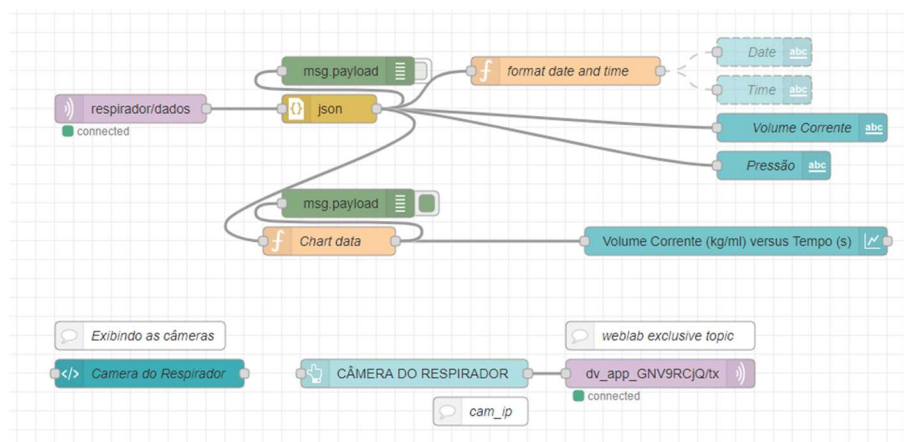 msg.payload
format date and time
Date abc
Time abc
respirador/dados
json
connected
Volume Corrente abc
Pressão abc
msg.payload
Chart data
Volume Corrente (kg/ml) versus Tempo (s)
Exibindo as câmeras
weblab exclusive topic
</> Camera do Respirador
CÂMERA DO RESPIRADOR
dv_app_GNV9RCjQ/tx
connected
cam_ip